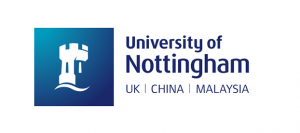 University of
Nottingham
UK | CHINA | MALAYSIA